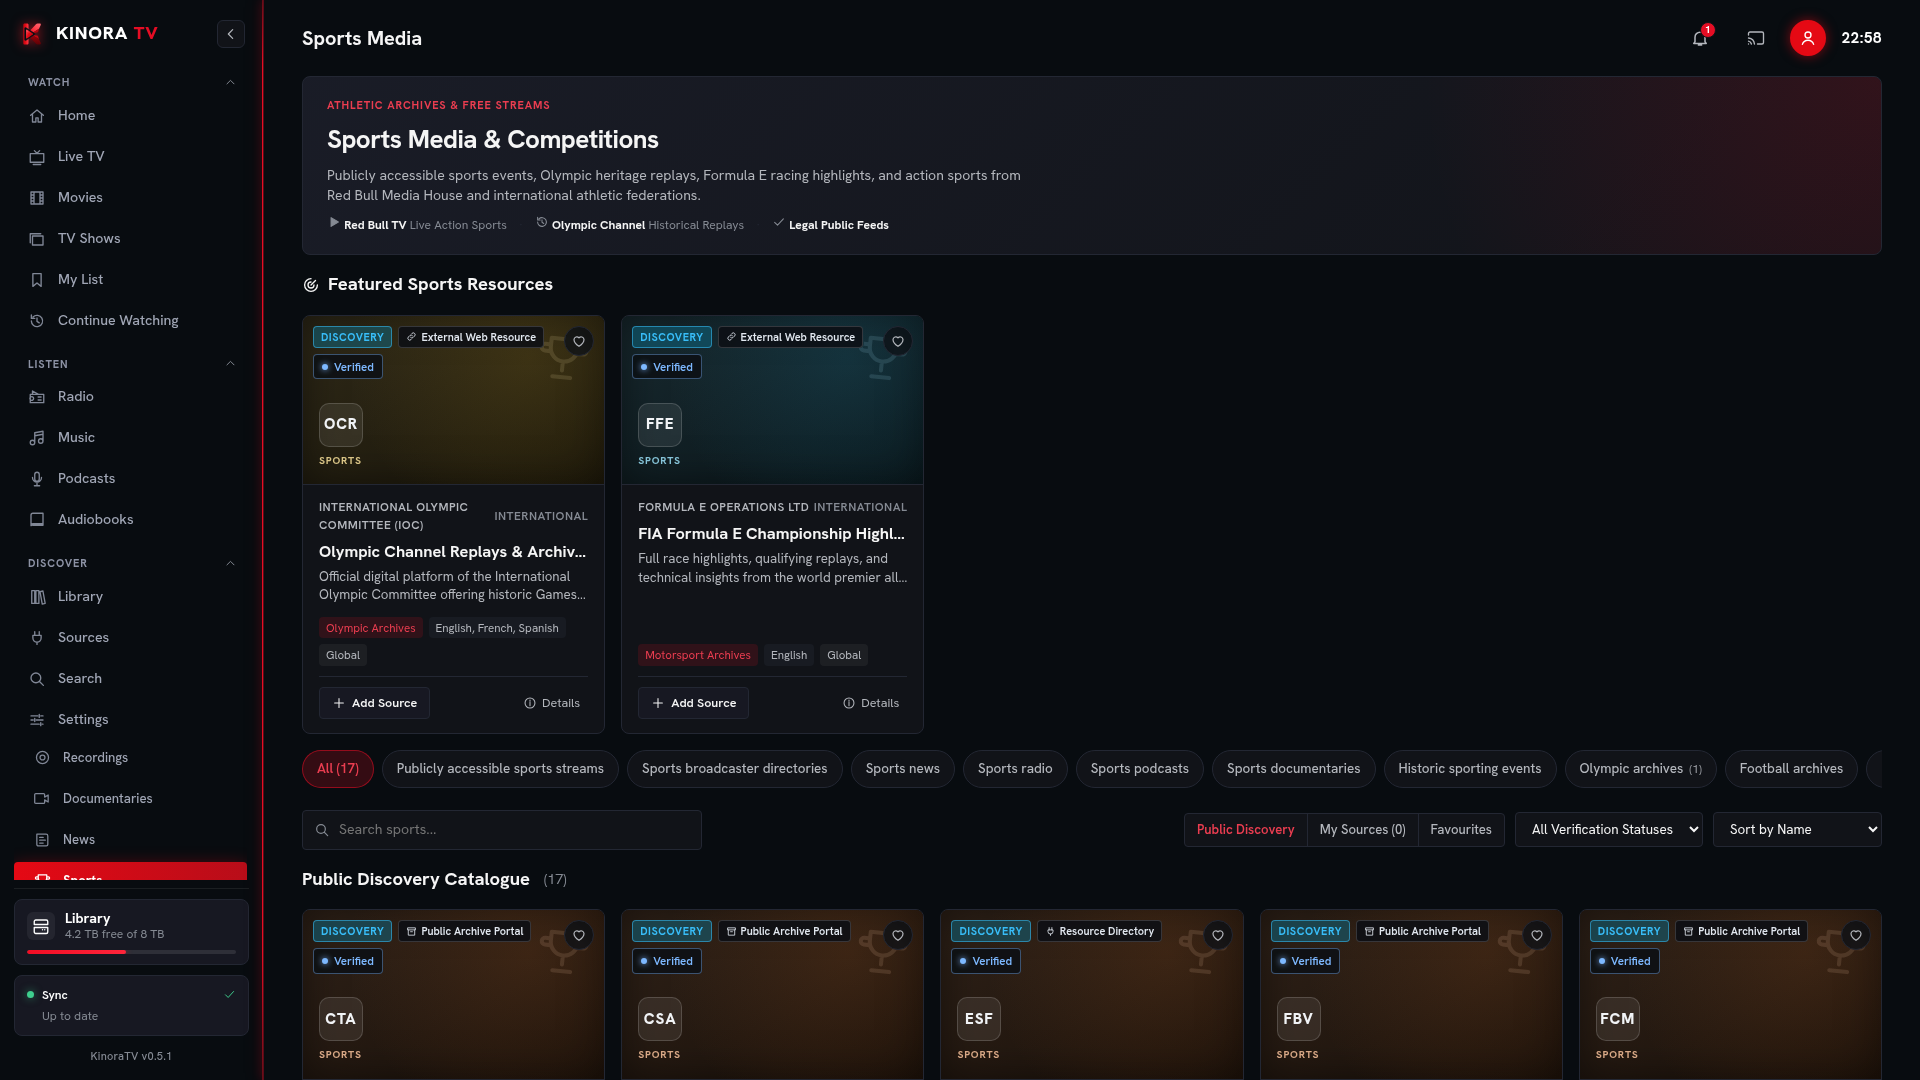 KINORA TV
WATCH
Home
Live TV
Movies
TV Shows
My List
Continue Watching
LISTEN
Radio
Music
Podcasts
Audiobooks
DISCOVER
Library
Sources
Search
Settings
Recordings
Documentaries
News
Sports
Library
4.2 TB free of 8 TB
Sync
Up to date
KinoraTV v0.5.1
Sports Media
1
22:58
ATHLETIC ARCHIVES & FREE STREAMS
Sports Media & Competitions
Publicly accessible sports events, Olympic heritage replays, Formula E racing highlights, and action sports from
Red Bull Media House and international athletic federations.
Red Bull TV Live Action Sports
Olympic Channel Historical Replays
Legal Public Feeds
Featured Sports Resources
DISCOVERY
External Web Resource
Verified
OCR
SPORTS
INTERNATIONAL OLYMPIC
COMMITTEE (IOC)
INTERNATIONAL
Olympic Channel Replays & Archiv...
Official digital platform of the International
Olympic Committee offering historic Games...
Olympic Archives
English, French, Spanish
Global
Add Source
Details
DISCOVERY
External Web Resource
Verified
FFE
SPORTS
FORMULA E OPERATIONS LTD
INTERNATIONAL
FIA Formula E Championship Highl...
Full race highlights, qualifying replays, and
technical insights from the world premier all...
Motorsport Archives
English
Global
Add Source
Details
All (17)
Publicly accessible sports streams
Sports broadcaster directories
Sports news
Sports radio
Sports podcasts
Sports documentaries
Historic sporting events
Olympic archives (1)
Football archives
Search sports...
Public Discovery
My Sources (0)
Favourites
All Verification Statuses
Sort by Name
Public Discovery Catalogue (17)
DISCOVERY
Public Archive Portal
Verified
CTA
SPORTS
DISCOVERY
Public Archive Portal
Verified
CSA
SPORTS
DISCOVERY
Resource Directory
Verified
ESF
SPORTS
DISCOVERY
Public Archive Portal
Verified
FBV
SPORTS
DISCOVERY
Public Archive Portal
Verified
FCM
SPORTS